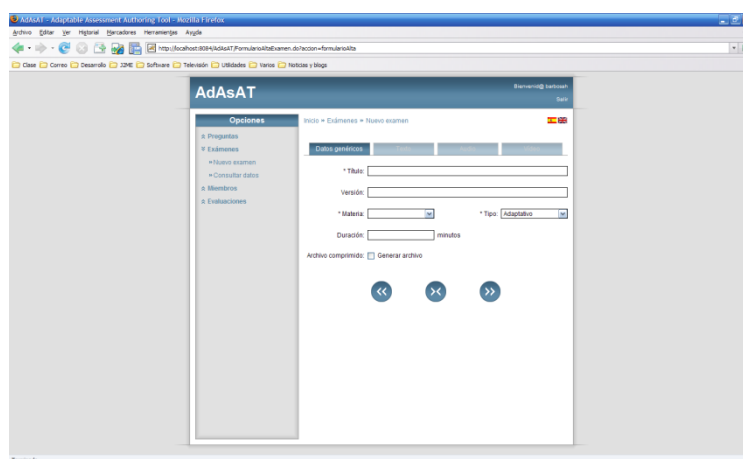 AdAsAT - Adaptable Assessment Authoring Tool - Mozilla Firefox
Archivo Editar Ver Historial Marcadores Herramientas Ayuda
http://localhost:8084/AdAsAT/FormularioAltaExamen.do?accion=formularioAlta
Clase Correo Desarrollo J2ME Software Televisión Utilidades Varios Noticias y blogs
AdAsAT
Salir
Opciones
Preguntas
Exámenes
Nuevo examen
Consultar datos
Miembros
Evaluaciones
Inicio » Exámenes » Nuevo examen
Datos genéricos
* Título:
Versión:
* Materia: * Tipo: Adaptativo
Duración: minutos
Archivo comprimido: Generar archivo